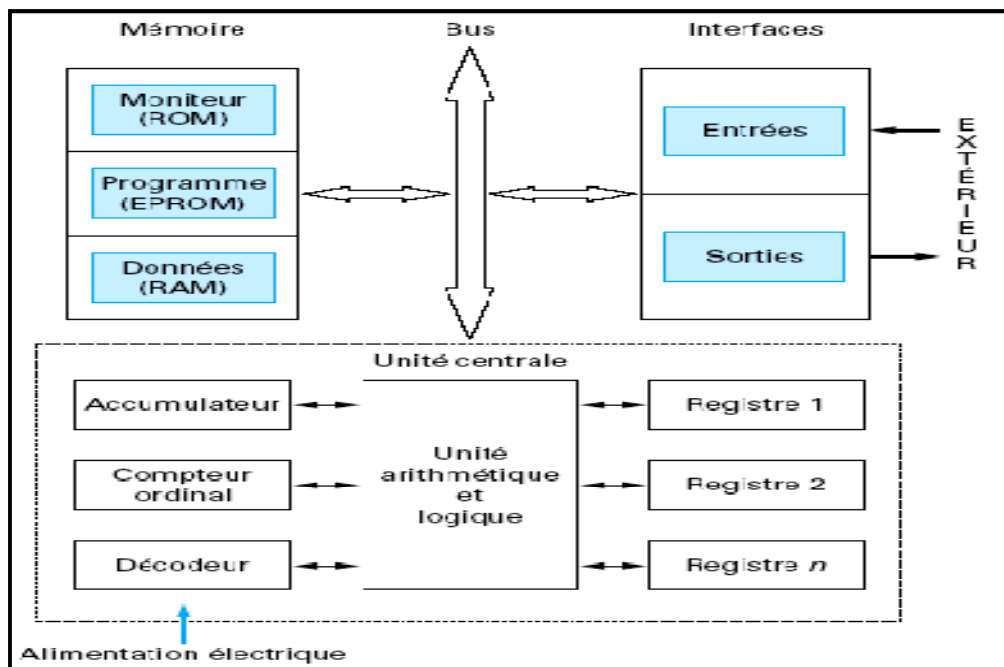 Mémoire
Bus
Interfaces
Moniteur
(ROM)
Programme
(EPROM)
Données
(RAM)
Entrées
Sorties
EXTÉRIEUR
Unité centrale
Accumulateur
Compteur
ordinal
Décodeur
Unité
arithmétique
et
logique
Registre 1
Registre 2
Registre n
Alimentation électrique